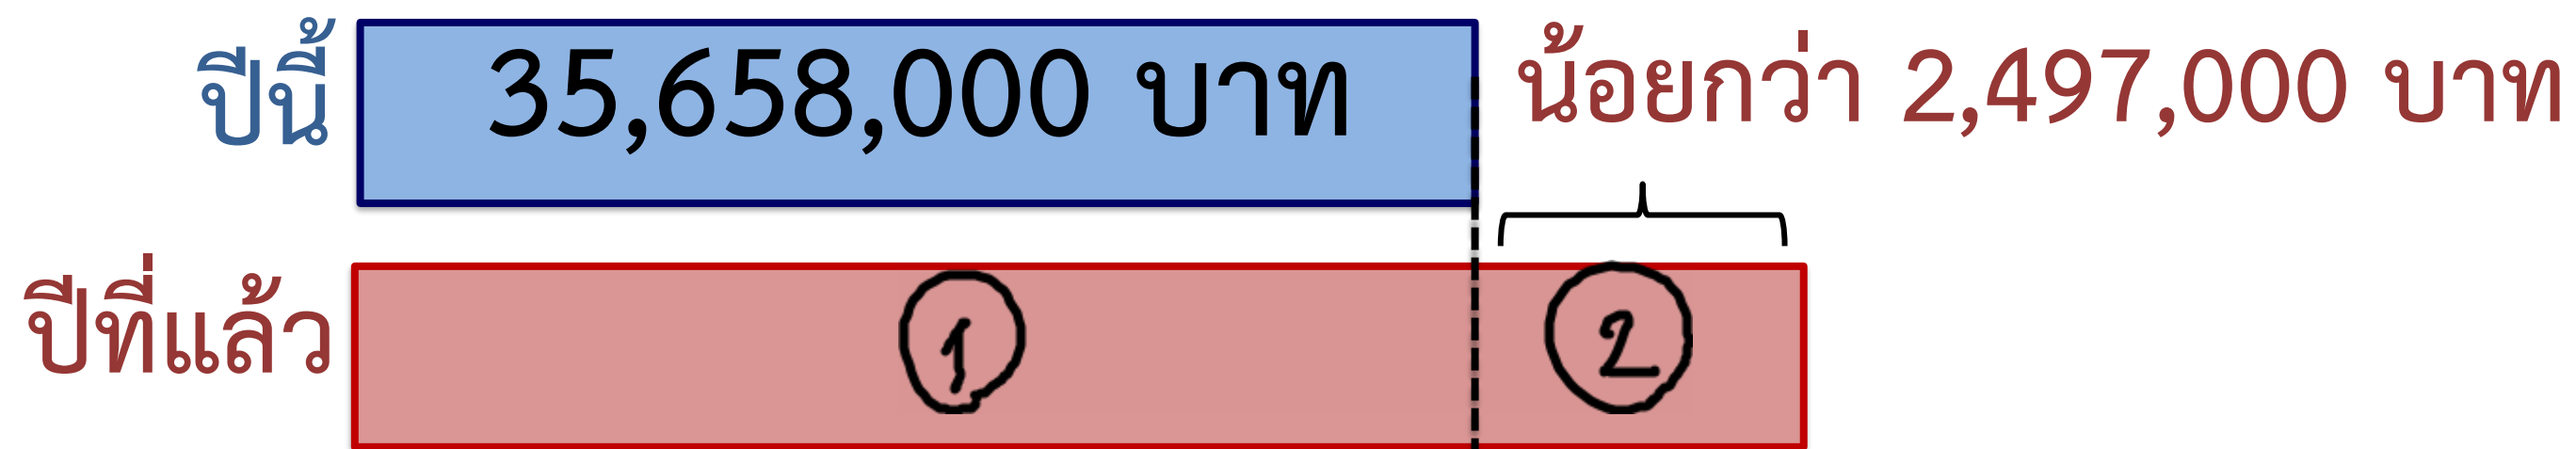 ปีนี้ 35,658,000 บาท น้อยกว่า 2,497,000 บาท
ปีที่แล้ว 1 2